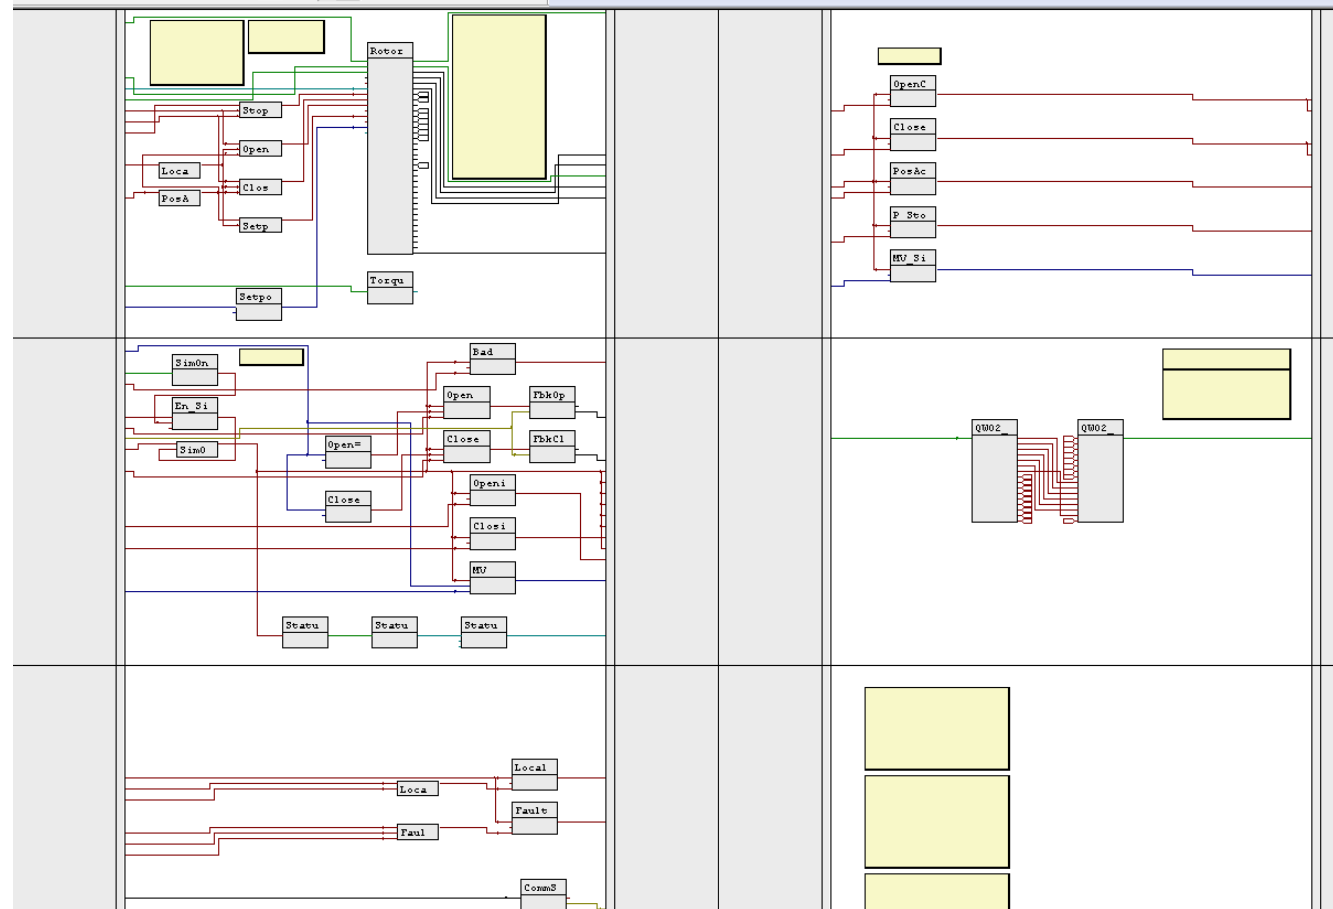 Rotor
Stop
Open
Loca
Clos
PosA
Setp
Torqu
Setpo
OpenC
Close
PosAc
P_Sto
MV_Si
Bad
SimOn
Open
FbkOp
En_Si
Close
FbkCl
SimO
Open=
Openi
Close
Closi
MV
Statu
Statu
Statu
QW02_
QW02_
Local
Loca
Fault
Faul
CommS